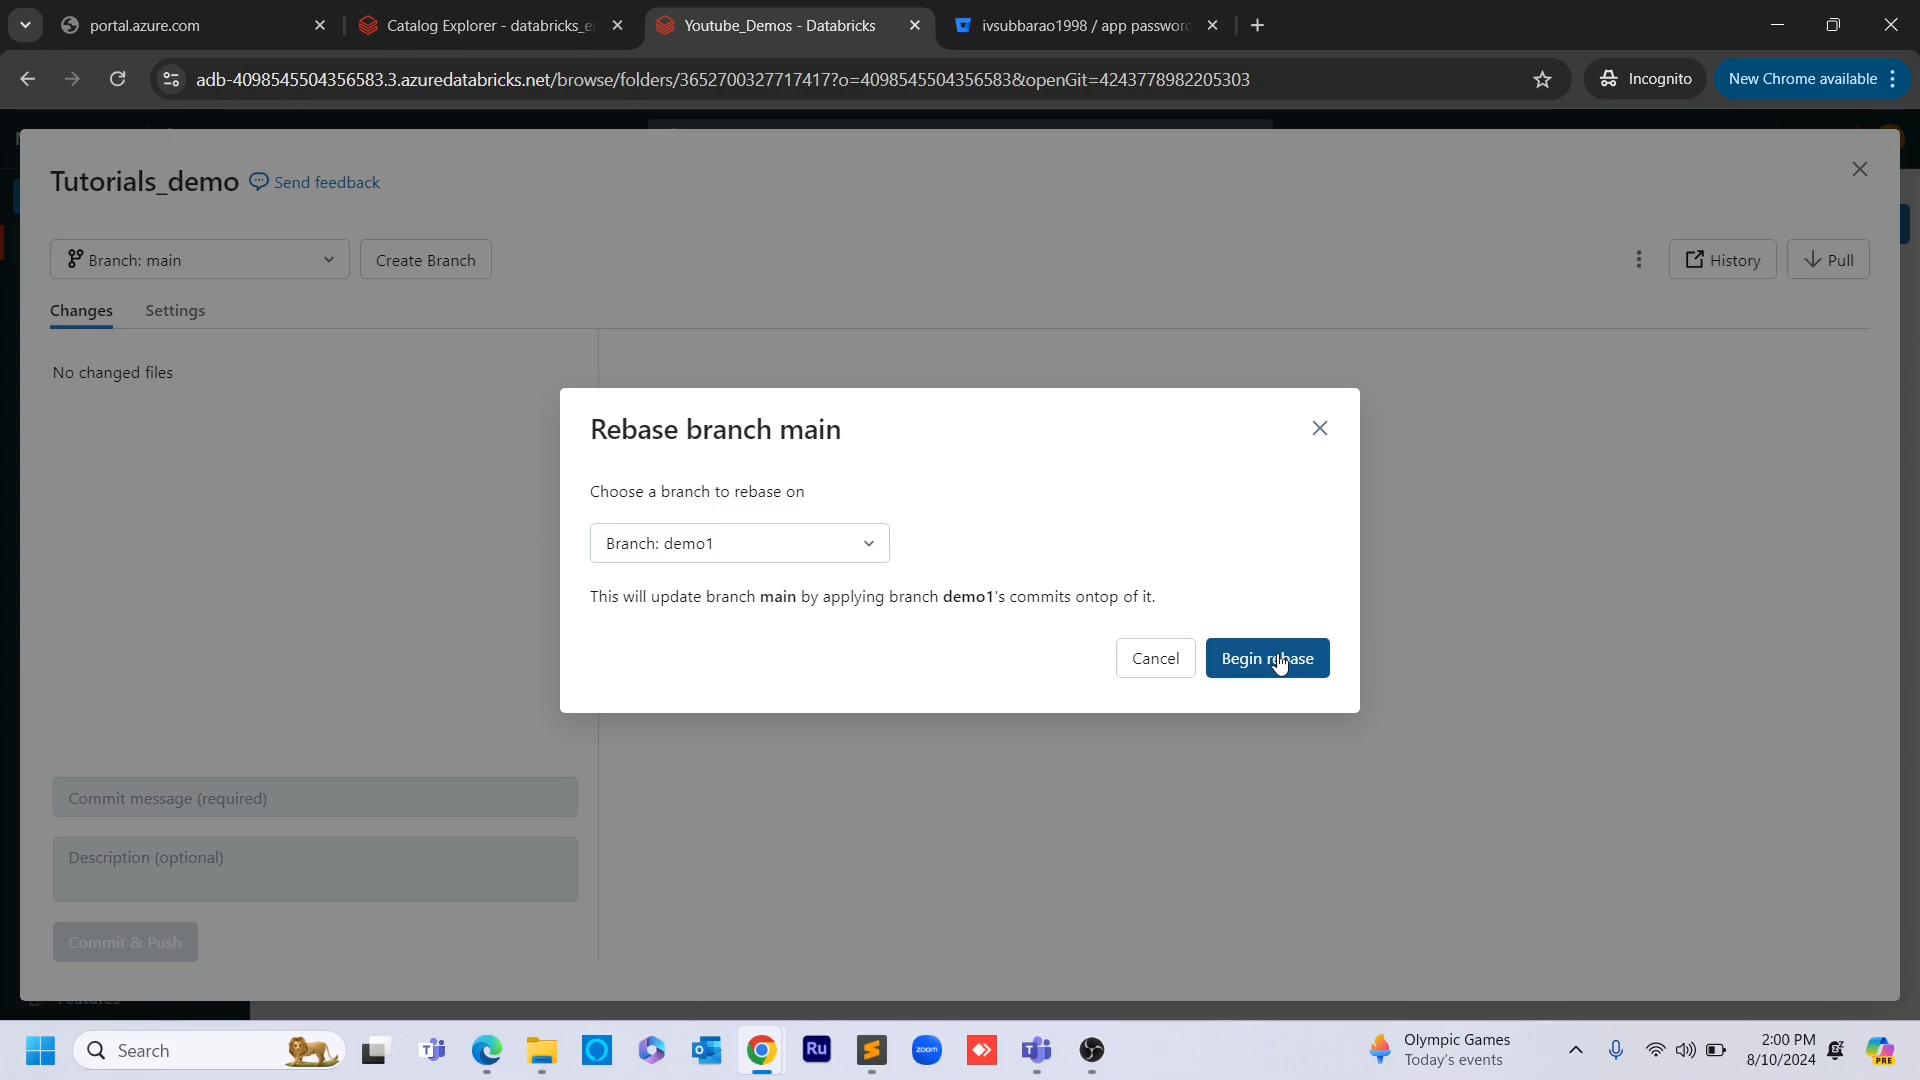 portal.azure.com
Catalog Explorer - databricks_e
Youtube_Demos - Databricks
ivsubbarao1998 / app password
adb-4098545504356583.3.azuredatabricks.net/browse/folders/3652700327717417?o=4098545504356583&openGit=4243778982205303
Incognito
New Chrome available
Tutorials_demo
Send feedback
Branch: main
Create Branch
History
Pull
Changes
Settings
No changed files
Rebase branch main
Choose a branch to rebase on
Branch: demo1
This will update branch main by applying branch demo1's commits ontop of it.
Cancel
Begin rebase
Commit message (required)
Description (optional)
Commit & Push
Search
Ru
zoom
Olympic Games
Today's events
2:00 PM
8/10/2024
PRE